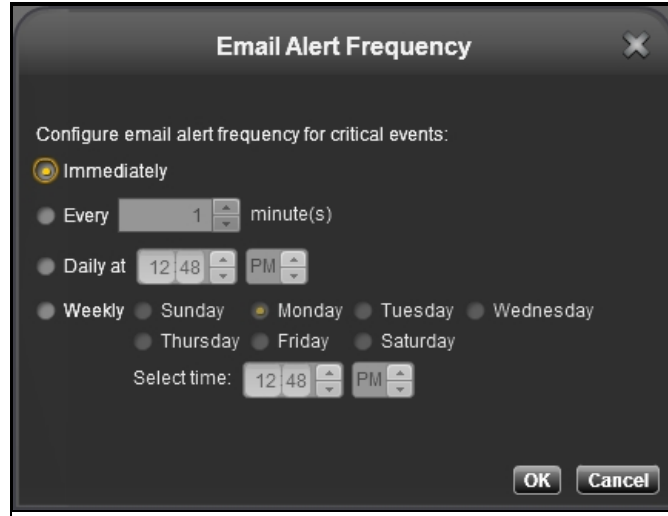 Email Alert Frequency
Configure email alert frequency for critical events:
Immediately
Every 1 minute(s)
Daily at 12:48 PM
Weekly Sunday Monday Tuesday Wednesday
Thursday Friday Saturday
Select time: 12:48 PM
OK Cancel